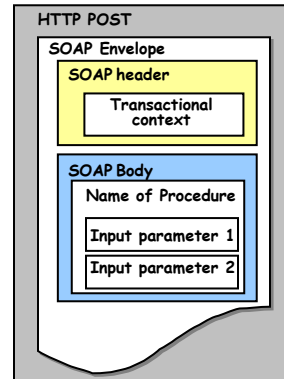 HTTP POST
SOAP Envelope
SOAP header
Transactional
context
SOAP Body
Name of Procedure
Input parameter 1
Input parameter 2